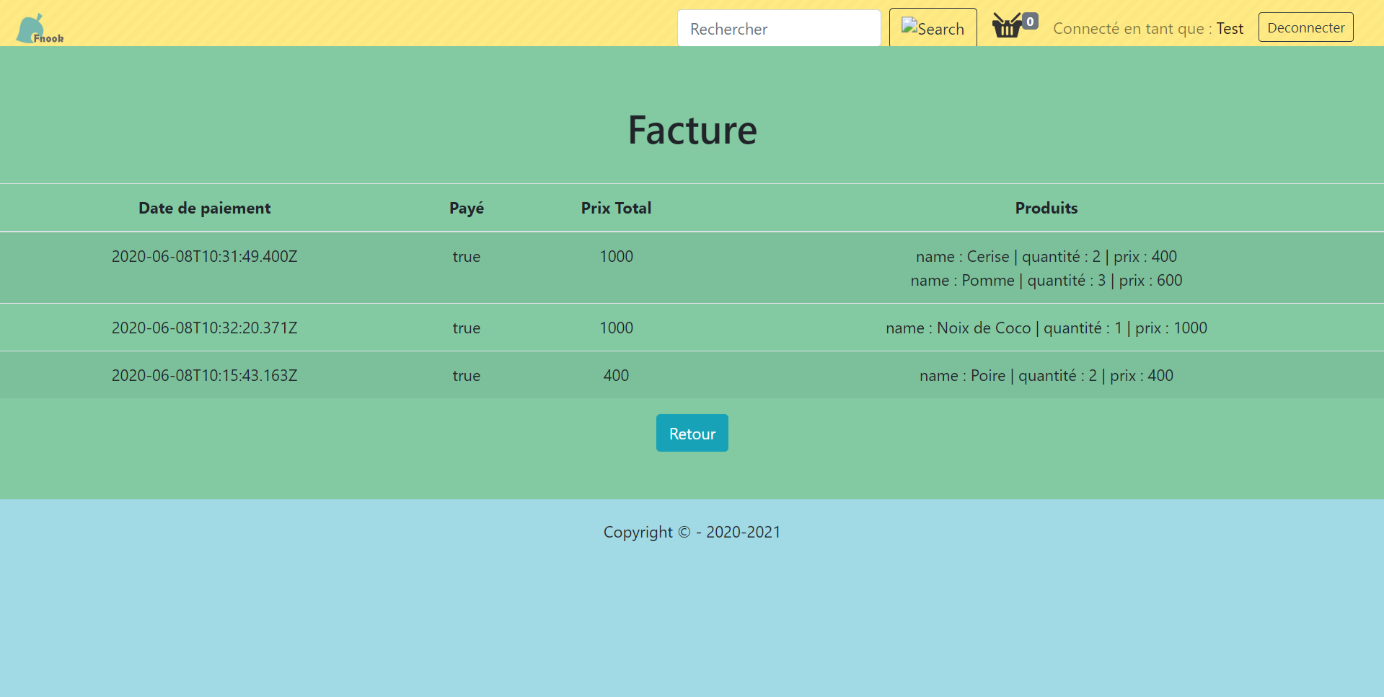 Fnook
Rechercher
Search
0
Connecté en tant que : Test
Deconnecter
Facture
Date de paiement Payé Prix Total Produits
2020-06-08T10:31:49.400Z true 1000 name : Cerise | quantité : 2 | prix : 400
name : Pomme | quantité : 3 | prix : 600
2020-06-08T10:32:20.371Z true 1000 name : Noix de Coco | quantité : 1 | prix : 1000
2020-06-08T10:15:43.163Z true 400 name : Poire | quantité : 2 | prix : 400
Retour
Copyright © - 2020-2021